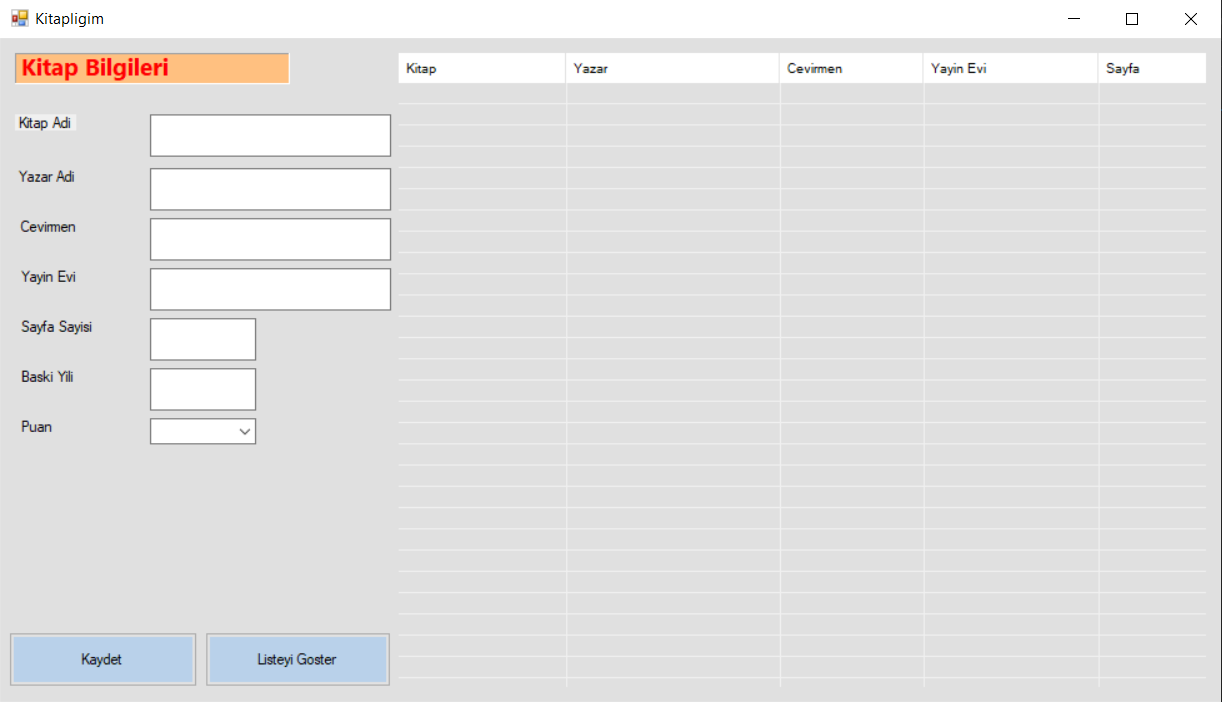 Kitapligim
Kitap Bilgileri
Kitap Adi
Yazar Adi
Cevirmen
Yayin Evi
Sayfa Sayisi
Baski Yili
Puan
Kaydet Listeyi Goster
Kitap Yazar Cevirmen Yayin Evi Sayfa